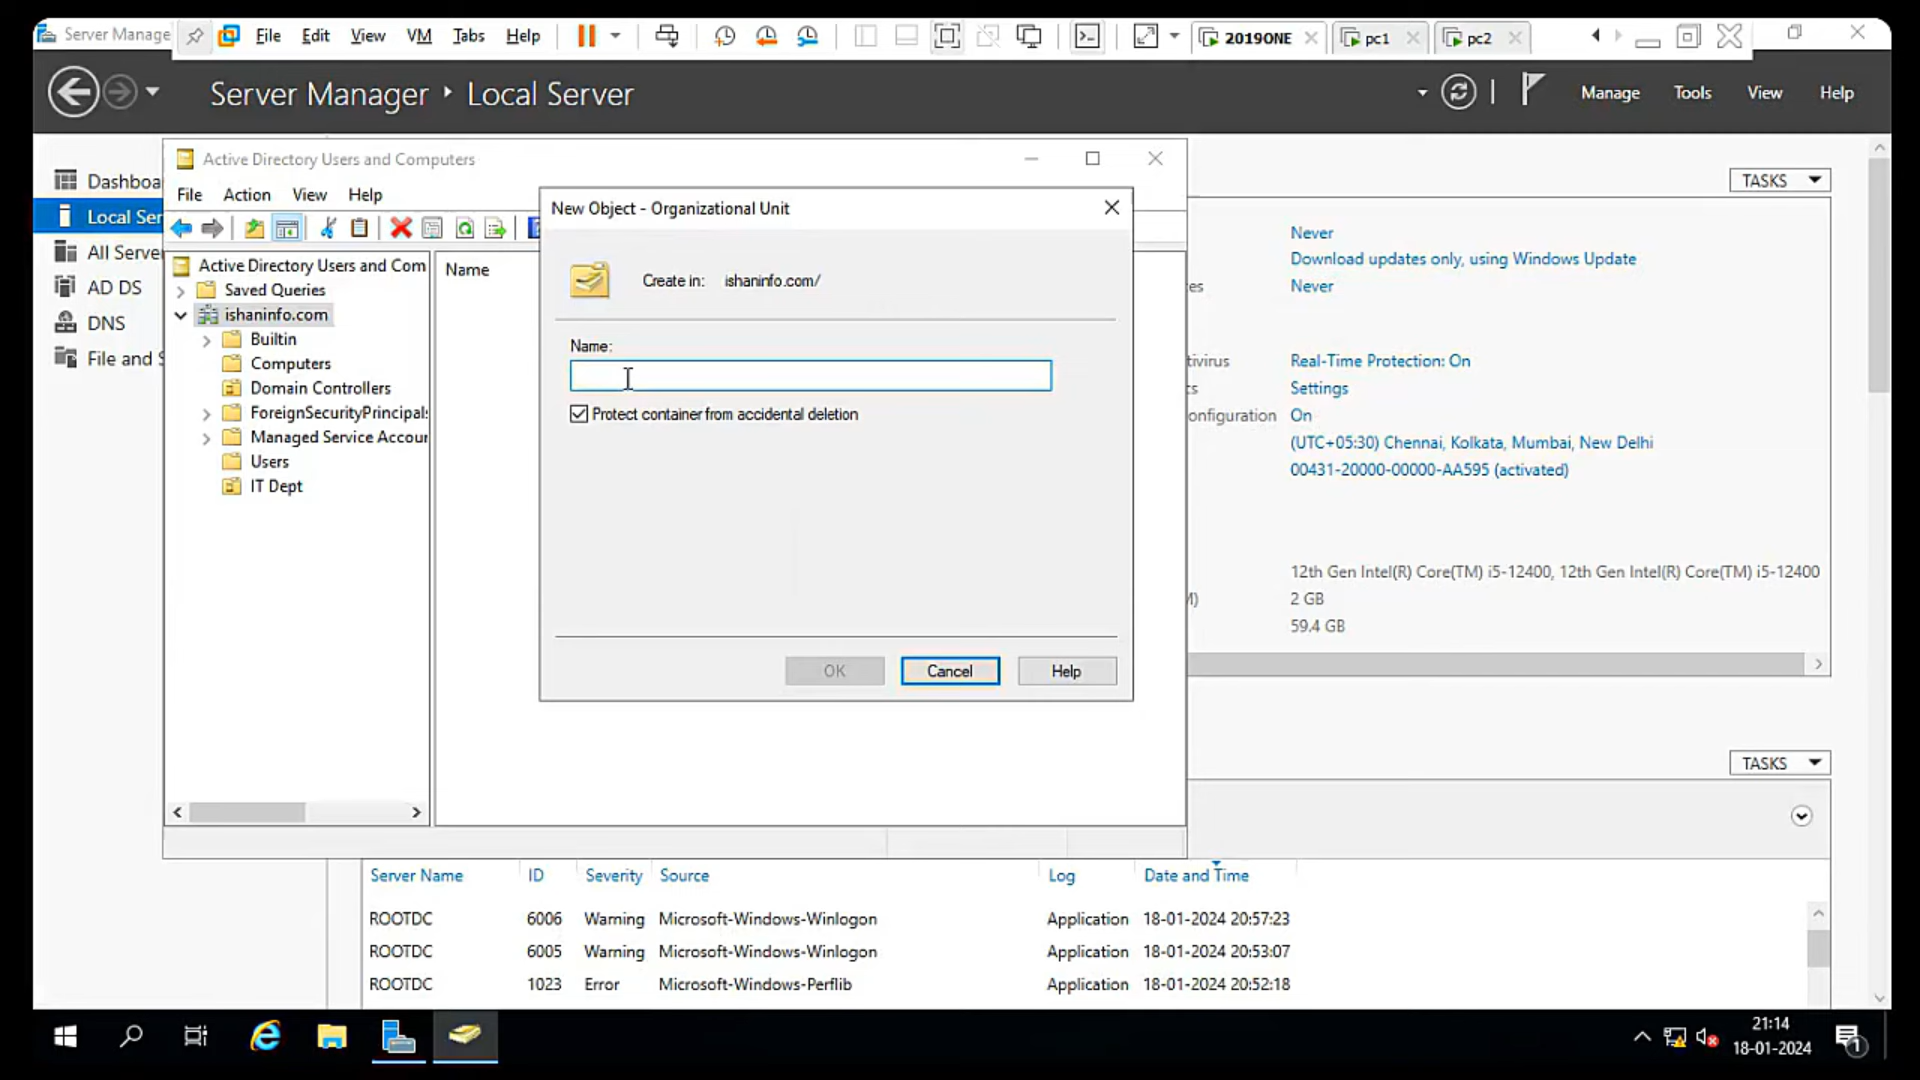 Server Manage
File Edit View VM Tabs Help
2019ONE
pc1
pc2
Server Manager
Local Server
Manage Tools View Help
Dashboa
Local Ser
All Server
AD DS
DNS
File and S
Active Directory Users and Computers
File Action View Help
Active Directory Users and Com
Saved Queries
ishaninfo.com
Builtin
Computers
Domain Controllers
ForeignSecurityPrincipals
Managed Service Accour
Users
IT Dept
Name
New Object - Organizational Unit
Create in: ishaninfo.com/
Name:
Protect container from accidental deletion
OK Cancel Help
TASKS
Never
Download updates only, using Windows Update
es Never
tivirus Real-Time Protection: On
cs Settings
onfiguration On
(UTC+05:30) Chennai, Kolkata, Mumbai, New Delhi
00431-20000-00000-AA595 (activated)
12th Gen Intel(R) Core(TM) i5-12400, 12th Gen Intel(R) Core(TM) i5-12400
M) 2 GB
59.4 GB
TASKS
Server Name ID Severity Source Log Date and Time
ROOTDC 6006 Warning Microsoft-Windows-Winlogon Application 18-01-2024 20:57:23
ROOTDC 6005 Warning Microsoft-Windows-Winlogon Application 18-01-2024 20:53:07
ROOTDC 1023 Error Microsoft-Windows-Perflib Application 18-01-2024 20:52:18
21:14
18-01-2024
1